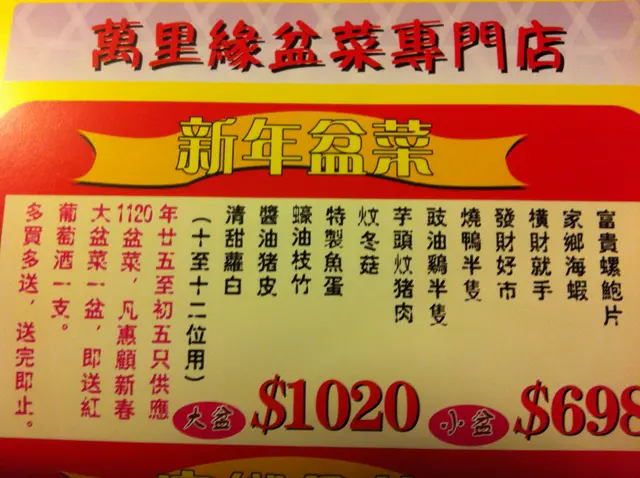 萬里緣盆菜專門店
新年盆菜
富貴螺鮑片
家鄉海蝦
橫財就手
發財好市
燒鴨半隻
豉油鷄半隻
芋頭炆猪肉
炆冬菇
特製魚蛋
蠔油枝竹
醬油猪皮
清甜蘿白
(十至十二位用)
年廿五至初五只供應
1120盆菜，凡惠顧新春
大盆菜一盆，即送紅
葡萄酒一支。
多買多送，送完即止。
大盆 $1020
小盆 $698